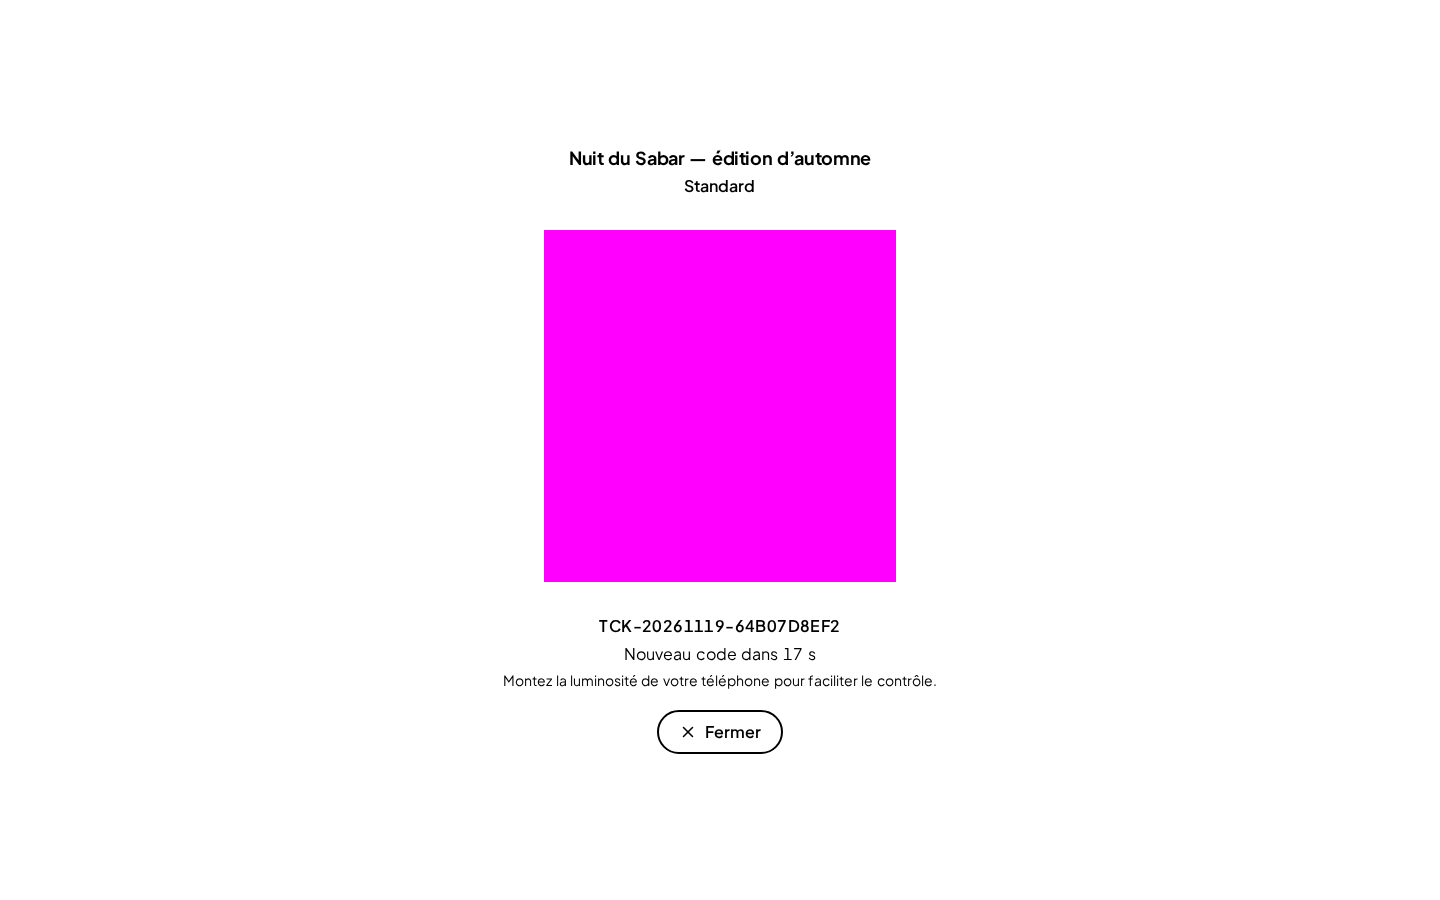 Nuit du Sabar — édition d’automne
Standard
TCK-20261119-64B07D8EF2
Nouveau code dans 17 s
Montez la luminosité de votre téléphone pour faciliter le contrôle.
Fermer